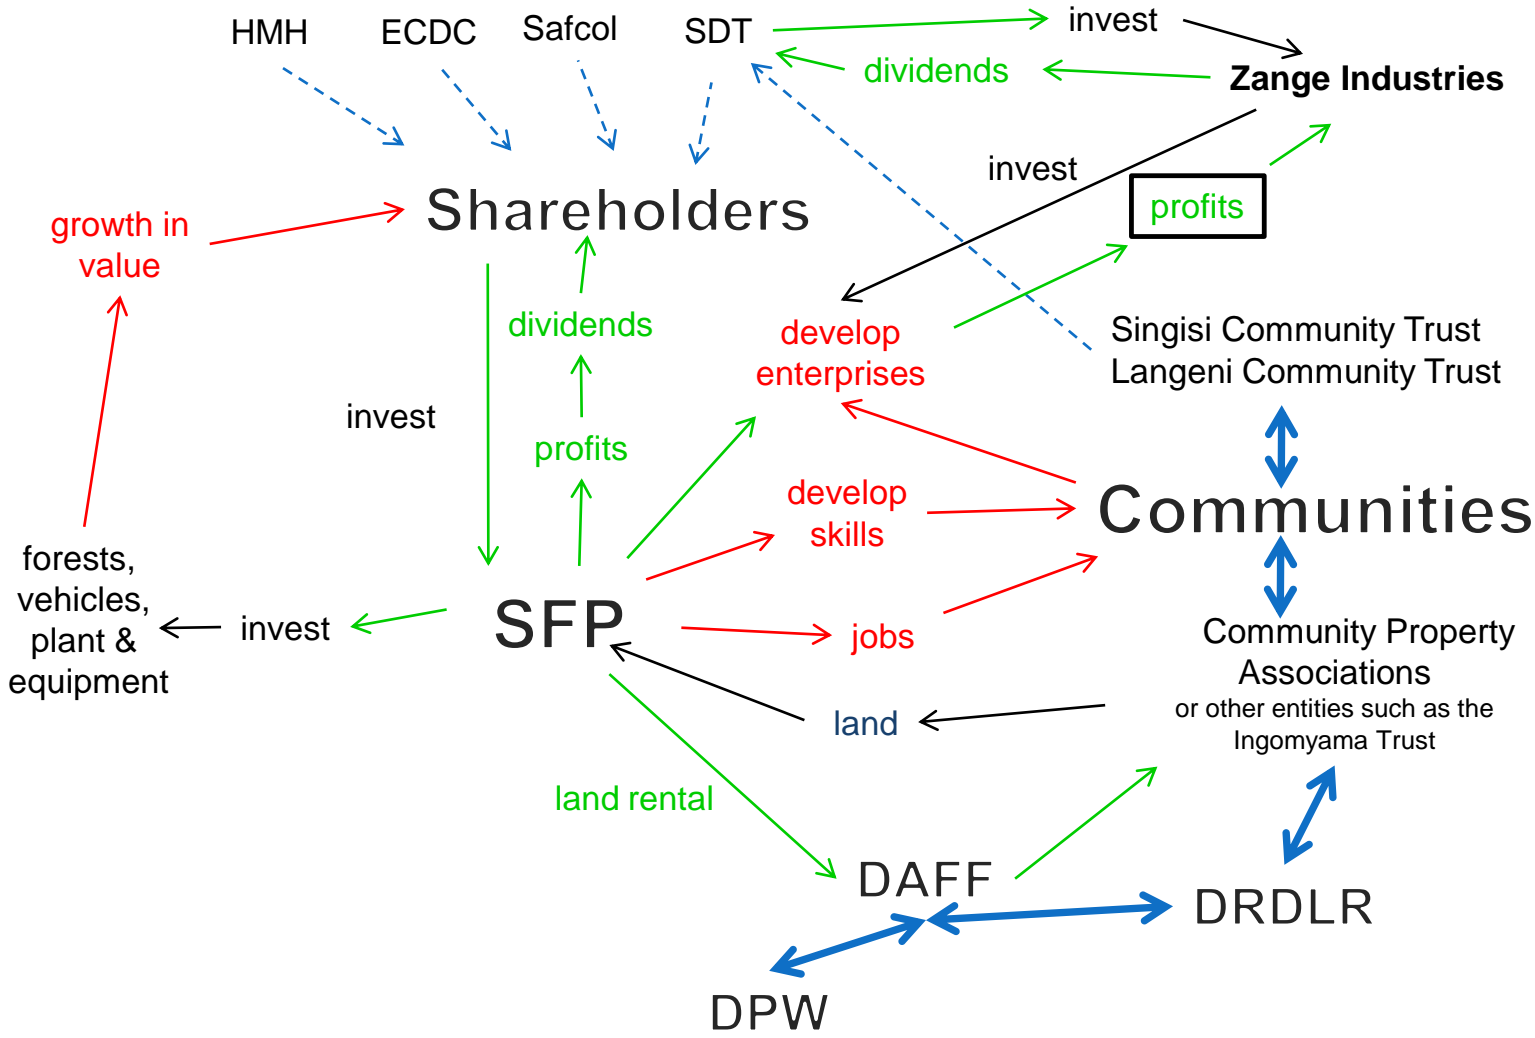 HMH
ECDC
Safcol
SDT
invest
dividends
Zange Industries
invest
profits
Shareholders
growth in
value
dividends
develop
enterprises
Singisi Community Trust
Langeni Community Trust
invest
profits
develop
skills
Communities
forests,
vehicles,
plant &
equipment
invest
SFP
jobs
Community Property
Associations
or other entities such as the
Ingomyama Trust
land
land rental
DAFF
DRDLR
DPW